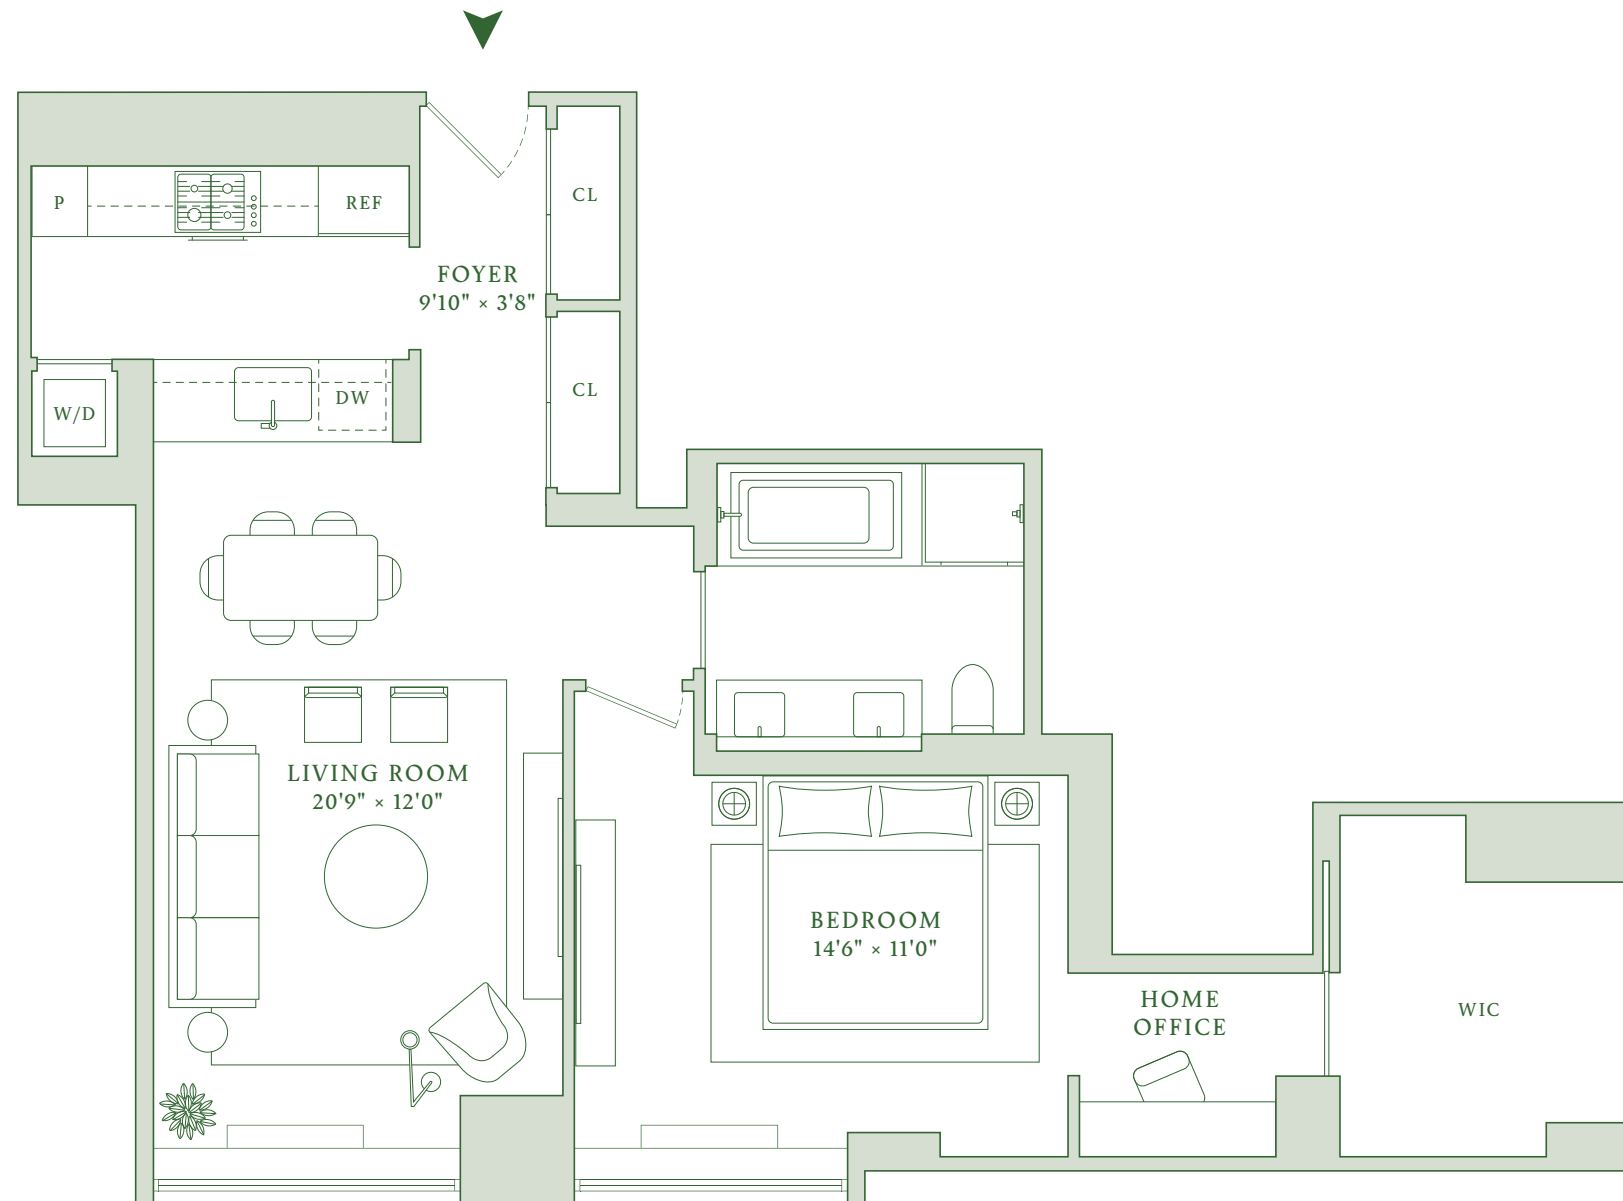 P
REF
CL
FOYER
9'10" × 3'8"
W/D
DW
CL
LIVING ROOM
20'9" × 12'0"
BEDROOM
14'6" × 11'0"
HOME
OFFICE
WIC